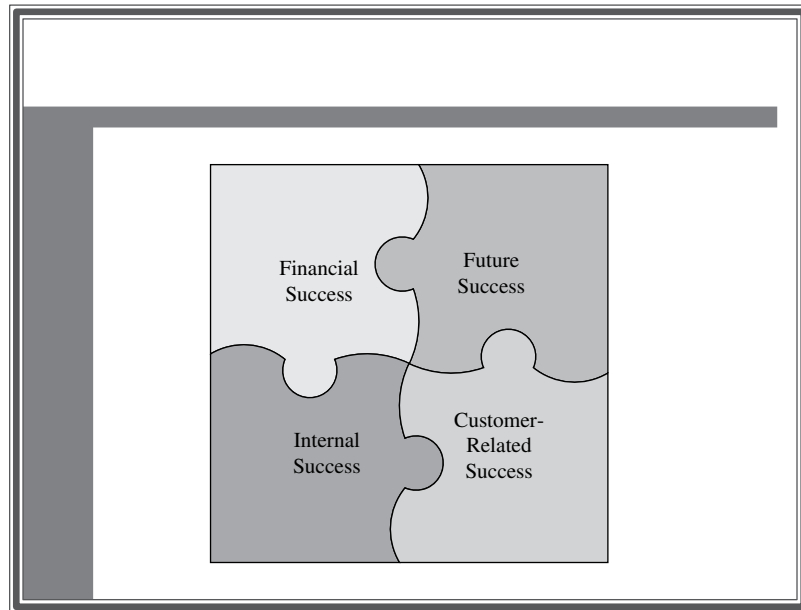 Financial
Success
Future
Success
Internal
Success
Customer-
Related
Success